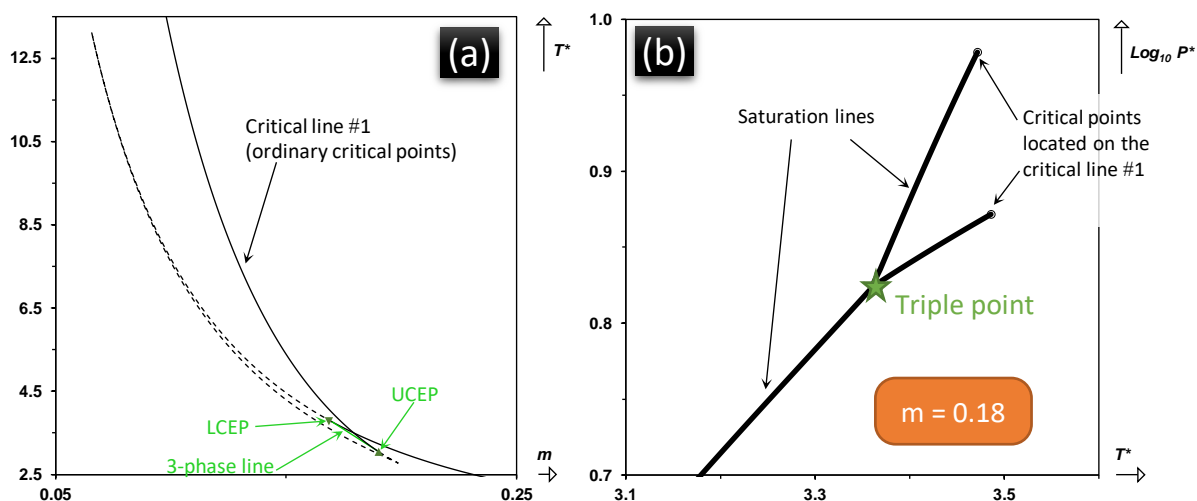 (a)
T*
12.5
10.5
8.5
6.5
4.5
2.5
Critical line #1
(ordinary critical points)
UCEP
LCEP
3-phase line
m
0.05
0.25
(b)
Log10 P*
1.0
0.9
0.8
0.7
Saturation lines
Critical points
located on the
critical line #1
Triple point
m = 0.18
T*
3.1
3.3
3.5